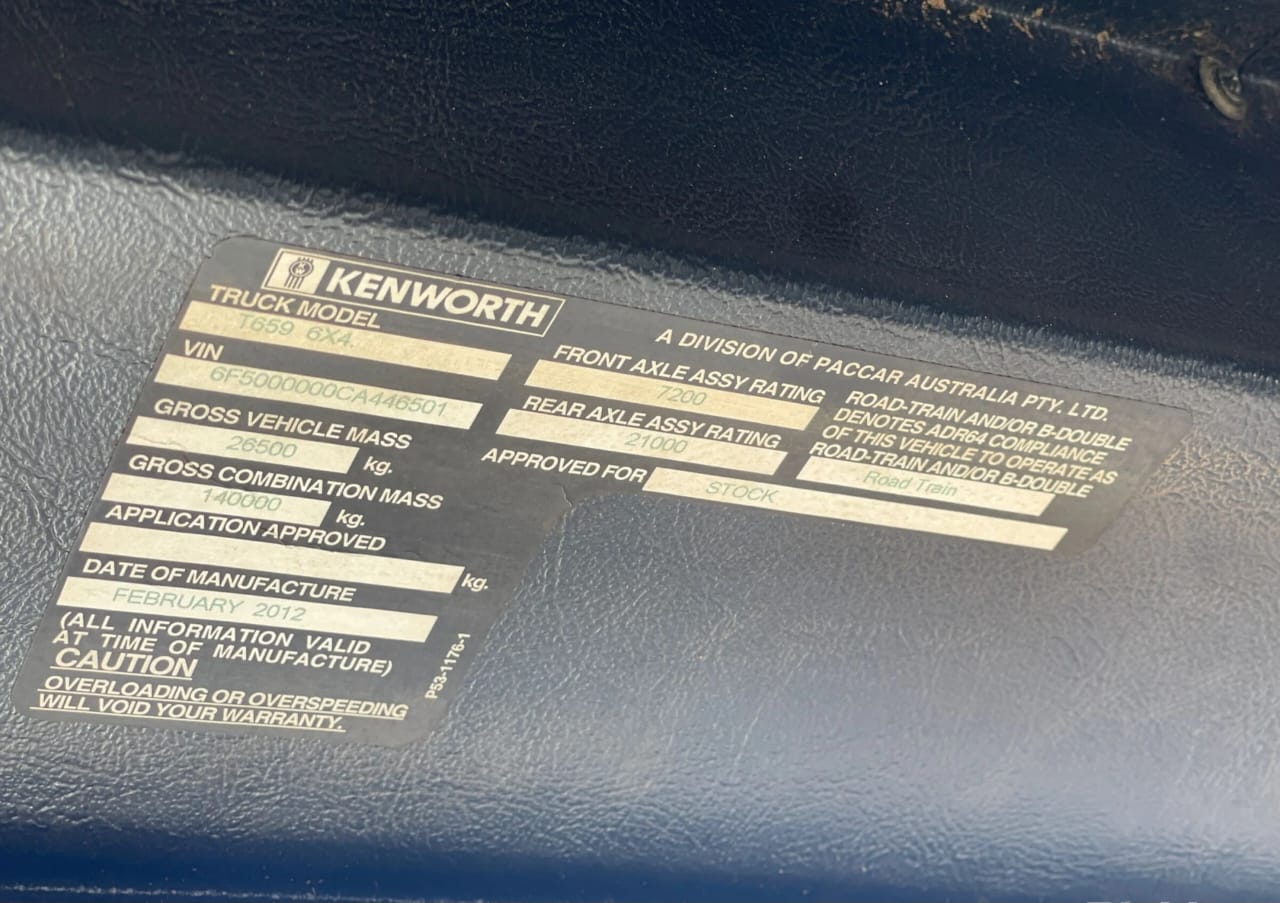 KENWORTH
TRUCK MODEL
T659 6X4.
VIN
6F5000000CA446501
GROSS VEHICLE MASS
26500 kg.
GROSS COMBINATION MASS
140000 kg.
APPLICATION APPROVED
kg.
DATE OF MANUFACTURE
FEBRUARY 2012
(ALL INFORMATION VALID
AT TIME OF MANUFACTURE)
CAUTION
OVERLOADING OR OVERSPEEDING
WILL VOID YOUR WARRANTY.
P53-1176-1
A DIVISION OF PACCAR AUSTRALIA PTY. LTD.
FRONT AXLE ASSY RATING
7200
REAR AXLE ASSY RATING
21000
APPROVED FOR STOCK
ROAD-TRAIN AND/OR B-DOUBLE
DENOTES ADR64 COMPLIANCE
OF THIS VEHICLE TO OPERATE AS
ROAD-TRAIN AND/OR B-DOUBLE
Road Train